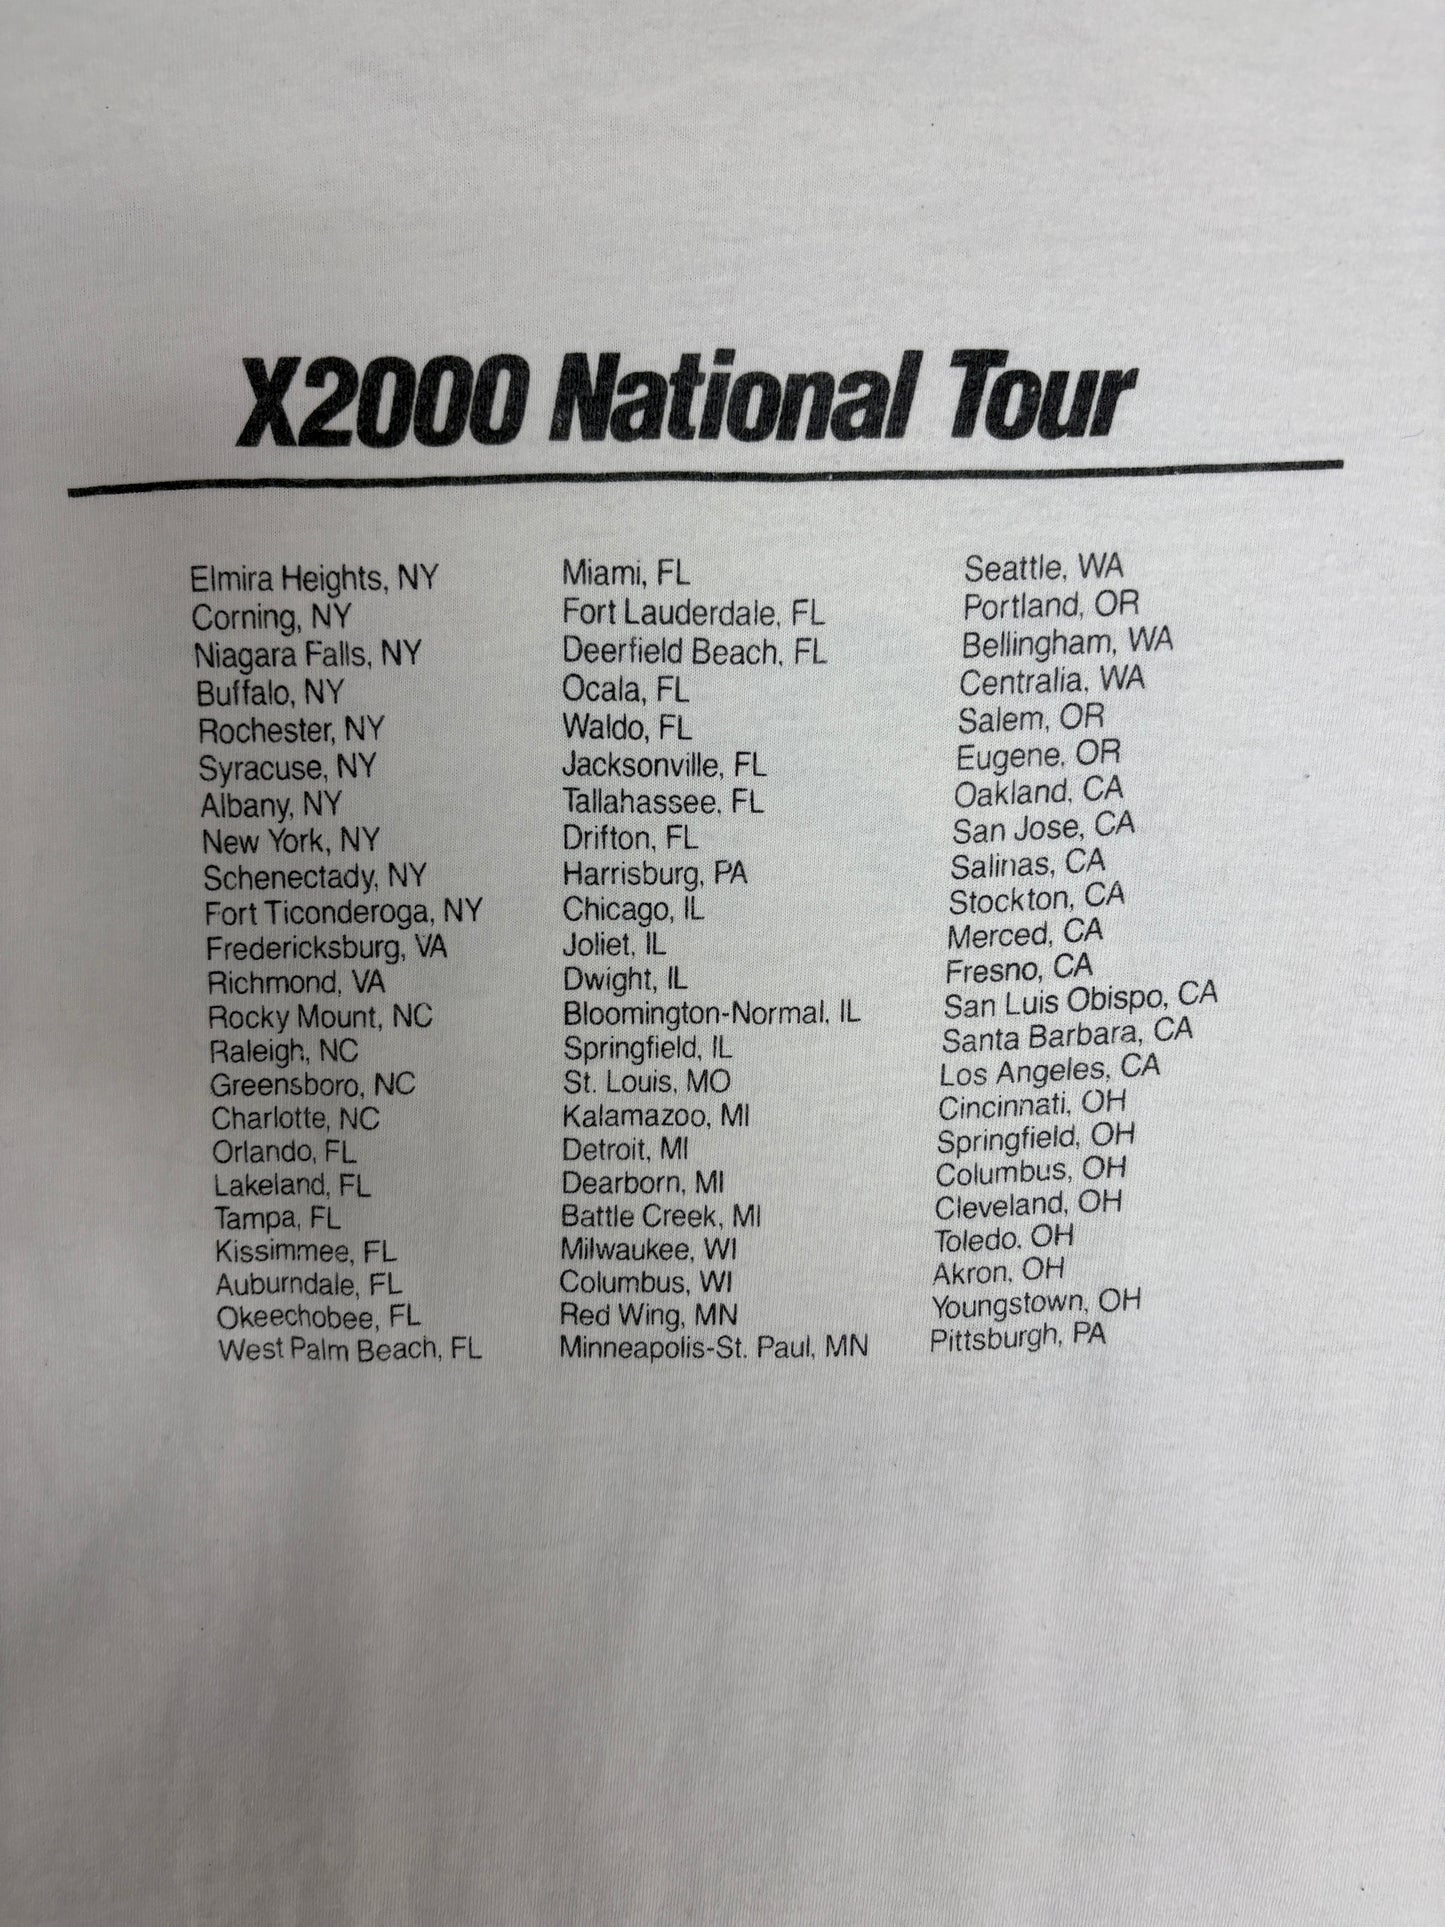 X2000 National Tour
Elmira Heights, NY
Corning, NY
Niagara Falls, NY
Buffalo, NY
Rochester, NY
Syracuse, NY
Albany, NY
New York, NY
Schenectady, NY
Fort Ticonderoga, NY
Fredericksburg, VA
Richmond, VA
Rocky Mount, NC
Raleigh, NC
Greensboro, NC
Charlotte, NC
Orlando, FL
Lakeland, FL
Tampa, FL
Kissimmee, FL
Auburndale, FL
Okeechobee, FL
West Palm Beach, FL
Miami, FL
Fort Lauderdale, FL
Deerfield Beach, FL
Ocala, FL
Waldo, FL
Jacksonville, FL
Tallahassee, FL
Drifton, FL
Harrisburg, PA
Chicago, IL
Joliet, IL
Dwight, IL
Bloomington-Normal, IL
Springfield, IL
St. Louis, MO
Kalamazoo, MI
Detroit, MI
Dearborn, MI
Battle Creek, MI
Milwaukee, WI
Columbus, WI
Red Wing, MN
Minneapolis-St. Paul, MN
Seattle, WA
Portland, OR
Bellingham, WA
Centralia, WA
Salem, OR
Eugene, OR
Oakland, CA
San Jose, CA
Salinas, CA
Stockton, CA
Merced, CA
Fresno, CA
San Luis Obispo, CA
Santa Barbara, CA
Los Angeles, CA
Cincinnati, OH
Springfield, OH
Columbus, OH
Cleveland, OH
Toledo, OH
Akron, OH
Youngstown, OH
Pittsburgh, PA